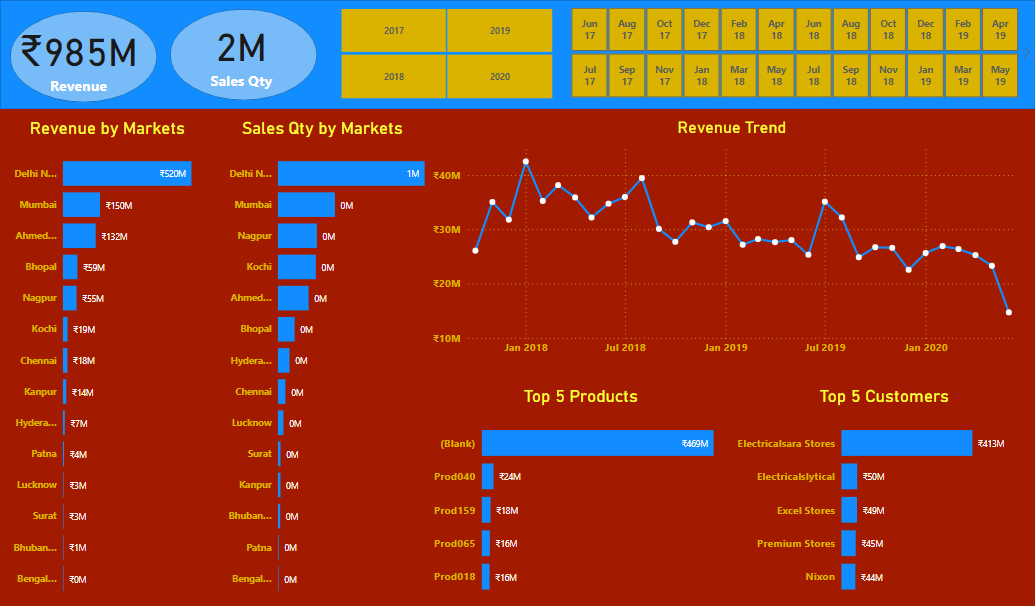 ₹985M
Revenue
2M
Sales Qty
2017
2019
2018
2020
Jun 17
Aug 17
Oct 17
Dec 17
Feb 18
Apr 18
Jun 18
Aug 18
Oct 18
Dec 18
Feb 19
Apr 19
Jul 17
Sep 17
Nov 17
Jan 18
Mar 18
May 18
Jul 18
Sep 18
Nov 18
Jan 19
Mar 19
May 19
Revenue by Markets
Delhi N... ₹520M
Mumbai ₹150M
Ahmed... ₹132M
Bhopal ₹59M
Nagpur ₹55M
Kochi ₹19M
Chennai ₹18M
Kanpur ₹14M
Hydera... ₹7M
Patna ₹4M
Lucknow ₹3M
Surat ₹3M
Bhuban... ₹1M
Bengal... ₹0M
Sales Qty by Markets
Delhi N... 1M
Mumbai 0M
Nagpur 0M
Kochi 0M
Ahmed... 0M
Bhopal 0M
Hydera... 0M
Chennai 0M
Lucknow 0M
Surat 0M
Kanpur 0M
Bhuban... 0M
Patna 0M
Bengal... 0M
Revenue Trend
₹40M
₹30M
₹20M
₹10M
Jan 2018 Jul 2018 Jan 2019 Jul 2019 Jan 2020
Top 5 Products
(Blank) ₹469M
Prod040 ₹24M
Prod159 ₹18M
Prod065 ₹16M
Prod018 ₹16M
Top 5 Customers
Electricalsara Stores ₹413M
Electricalslytical ₹50M
Excel Stores ₹49M
Premium Stores ₹45M
Nixon ₹44M